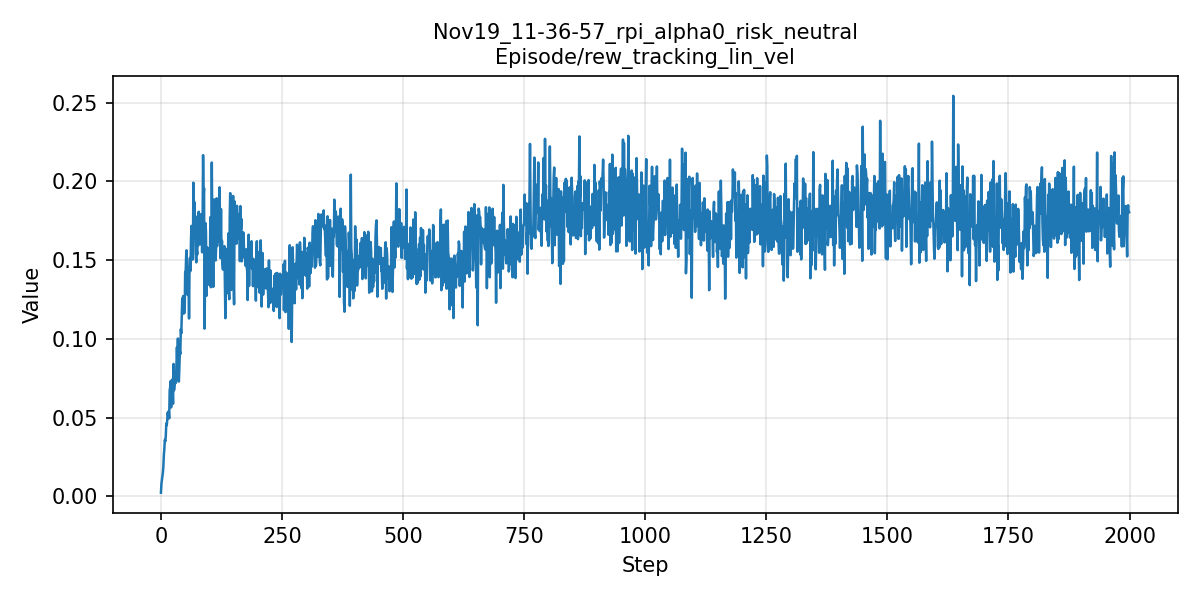 Nov19_11-36-57_rpi_alpha0_risk_neutral
Episode/rew_tracking_lin_vel
0.25
0.20
0.15
0.10
0.05
0.00
Value
0 250 500 750 1000 1250 1500 1750 2000
Step